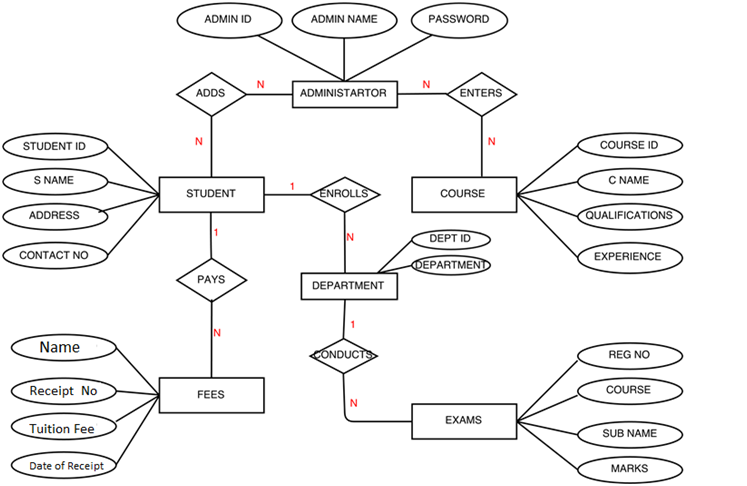 ADMIN ID
ADMIN NAME
PASSWORD
ADDS
N
ADMINISTARTOR
N
ENTERS
N
N
STUDENT ID
S NAME
ADDRESS
CONTACT NO
STUDENT
1
ENROLLS
COURSE
COURSE ID
C NAME
QUALIFICATIONS
EXPERIENCE
1
N
DEPT ID
DEPARTMENT
PAYS
DEPARTMENT
N
1
CONDUCTS
N
Name
Receipt No
Tuition Fee
Date of Receipt
FEES
EXAMS
REG NO
COURSE
SUB NAME
MARKS